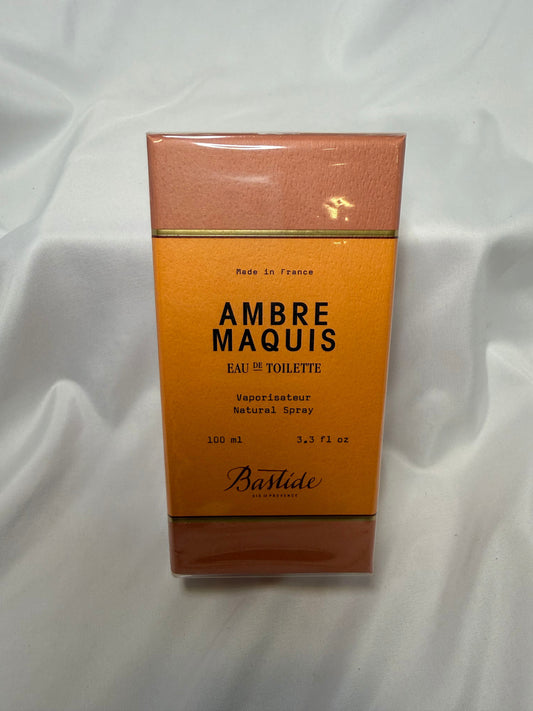 Made in France
AMBRE
MAQUIS
EAU DE TOILETTE
Vaporisateur
Natural Spray
100 ml 3.3 fl oz
Bastide
AIX EN PROVENCE